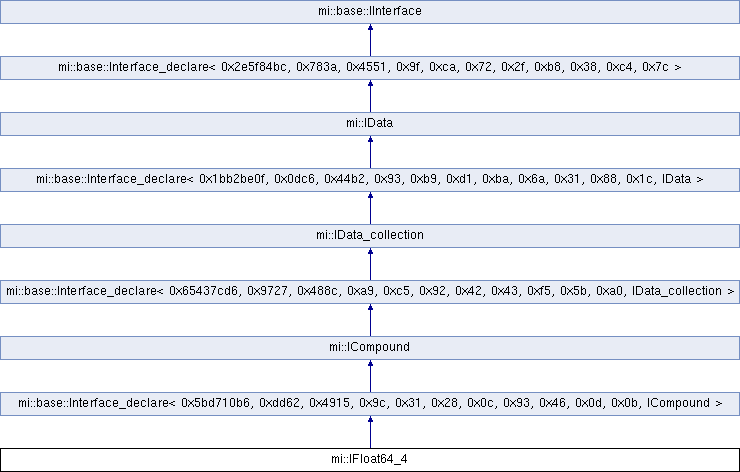 mi::base::IInterface
mi::base::Interface_declare< 0x2e5f84bc, 0x783a, 0x4551, 0x9f, 0xca, 0x72, 0x2f, 0xb8, 0x38, 0xc4, 0x7c >
mi::IData
mi::base::Interface_declare< 0x1bb2be0f, 0x0dc6, 0x44b2, 0x93, 0xb9, 0xd1, 0xba, 0x6a, 0x31, 0x88, 0x1c, IData >
mi::IData_collection
mi::base::Interface_declare< 0x65437cd6, 0x9727, 0x488c, 0xa9, 0xc5, 0x92, 0x42, 0x43, 0xf5, 0x5b, 0xa0, IData_collection >
mi::ICompound
mi::base::Interface_declare< 0x5bd710b6, 0xdd62, 0x4915, 0x9c, 0x31, 0x28, 0x0c, 0x93, 0x46, 0x0d, 0x0b, ICompound >
mi::IFloat64_4